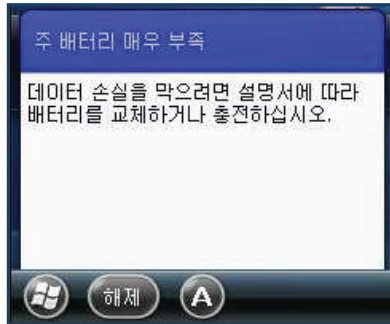 주 배터리 매우 부족
데이터 손실을 막으려면 설명서에 따라
배터리를 교체하거나 충전하십시오.
해제
A